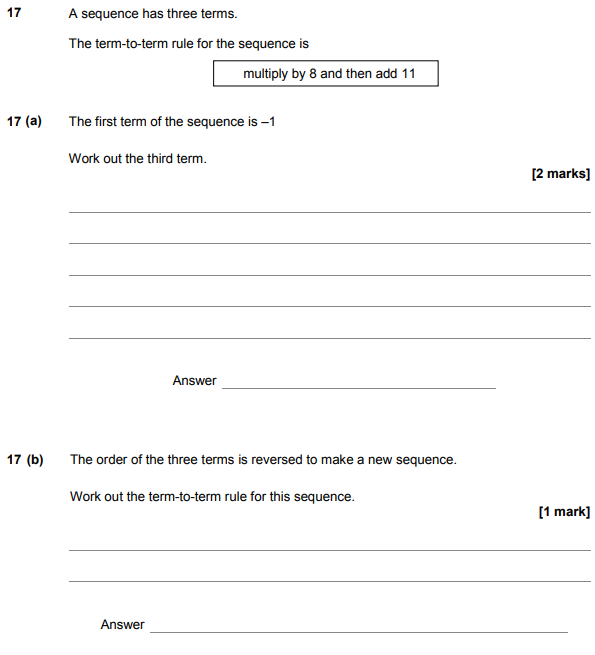 17 A sequence has three terms.
The term-to-term rule for the sequence is
multiply by 8 and then add 11
17 (a) The first term of the sequence is –1
Work out the third term.
[2 marks]
Answer
17 (b) The order of the three terms is reversed to make a new sequence.
Work out the term-to-term rule for this sequence.
[1 mark]
Answer